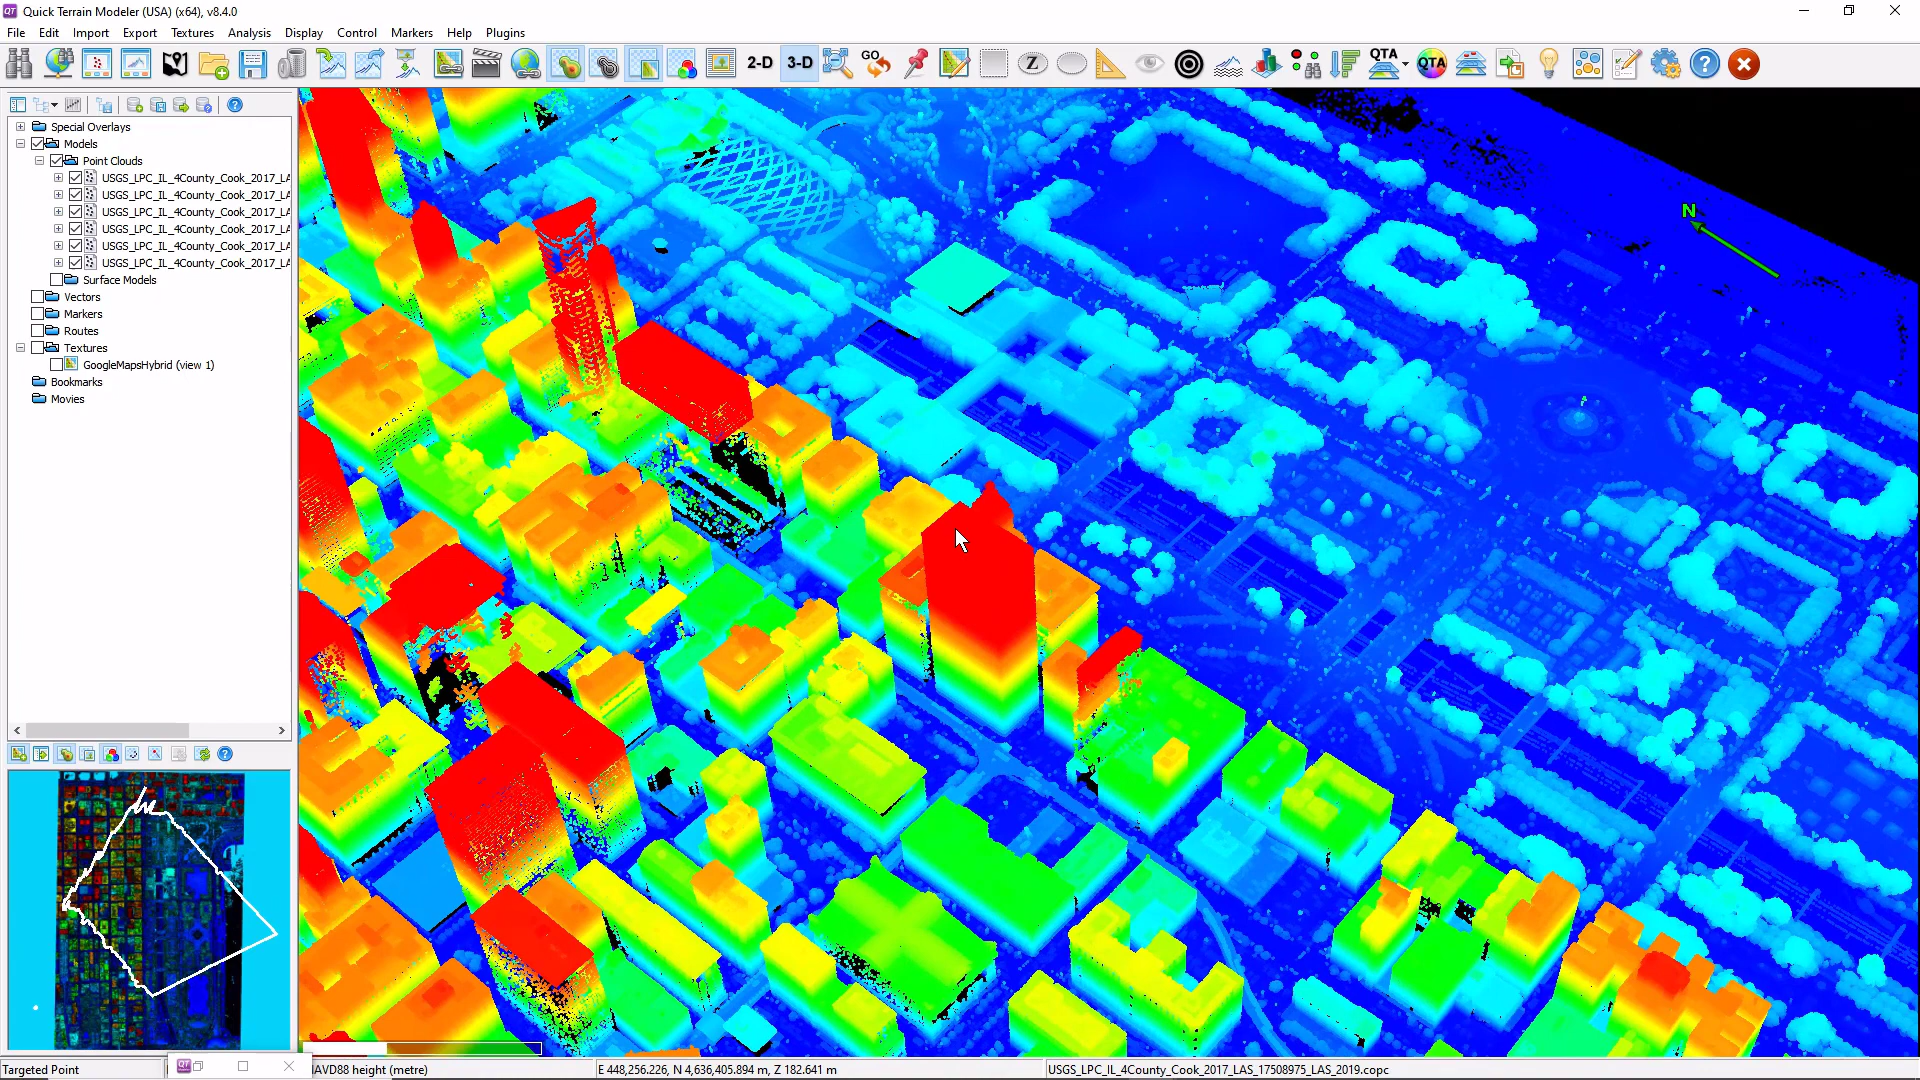 QT Quick Terrain Modeler (USA) (x64), v8.4.0
File Edit Import Export Textures Analysis Display Control Markers Help Plugins
2-D 3-D GO Z QTA QTA ?
Special Overlays
Models
Point Clouds
USGS_LPC_IL_4County_Cook_2017_LA
USGS_LPC_IL_4County_Cook_2017_LA
USGS_LPC_IL_4County_Cook_2017_LA
USGS_LPC_IL_4County_Cook_2017_LA
USGS_LPC_IL_4County_Cook_2017_LA
USGS_LPC_IL_4County_Cook_2017_LA
Surface Models
Vectors
Markers
Routes
Textures
GoogleMapsHybrid (view 1)
Bookmarks
Movies
N
Targeted Point
QT
AVD88 height (metre)
E 448,256.226, N 4,636,405.894 m, Z 182.641 m
USGS_LPC_IL_4County_Cook_2017_LAS_17508975_LAS_2019.copc